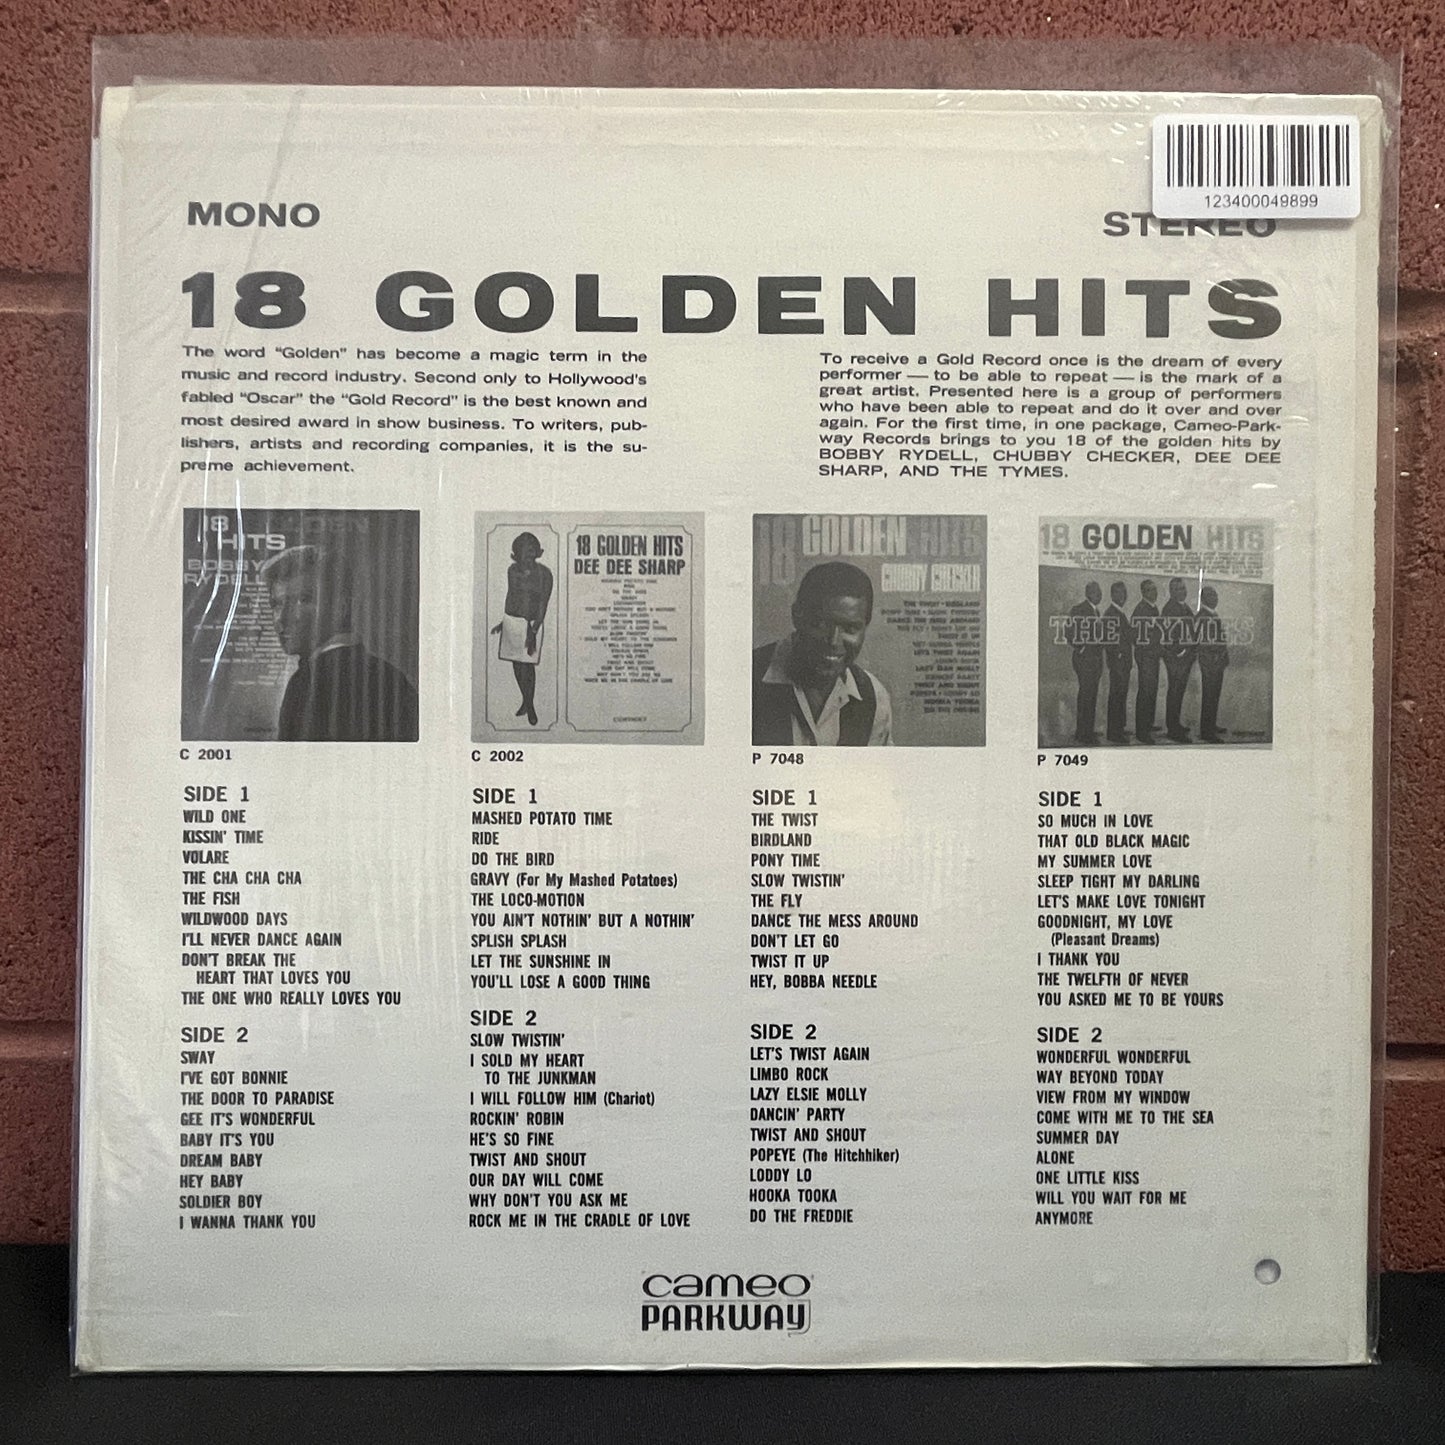 123400049899
MONO
STEREO
18 GOLDEN HITS
The word “Golden” has become a magic term in the
music and record industry. Second only to Hollywood's
fabled “Oscar” the “Gold Record” is the best known and
most desired award in show business. To writers, pub-
lishers, artists and recording companies, it is the su-
preme achievement.
To receive a Gold Record once is the dream of every
performer — to be able to repeat — is the mark of a
great artist. Presented here is a group of performers
who have been able to repeat and do it over and over
again. For the first time, in one package, Cameo-Park-
way Records brings to you 18 of the golden hits by
BOBBY RYDELL, CHUBBY CHECKER, DEE DEE
SHARP, AND THE TYMES.
18 GOLDEN
HITS
BOBBY
RYDELL
C 2001
SIDE 1
WILD ONE
KISSIN' TIME
VOLARE
THE CHA CHA CHA
THE FISH
WILDWOOD DAYS
I'LL NEVER DANCE AGAIN
DON'T BREAK THE
HEART THAT LOVES YOU
THE ONE WHO REALLY LOVES YOU
SIDE 2
SWAY
I'VE GOT BONNIE
THE DOOR TO PARADISE
GEE IT'S WONDERFUL
BABY IT'S YOU
DREAM BABY
HEY BABY
SOLDIER BOY
I WANNA THANK YOU
18 GOLDEN HITS
DEE DEE SHARP
C 2002
SIDE 1
MASHED POTATO TIME
RIDE
DO THE BIRD
GRAVY (For My Mashed Potatoes)
THE LOCO-MOTION
YOU AIN'T NOTHIN' BUT A NOTHIN'
SPLISH SPLASH
LET THE SUNSHINE IN
YOU'LL LOSE A GOOD THING
SIDE 2
SLOW TWISTIN'
I SOLD MY HEART
TO THE JUNKMAN
I WILL FOLLOW HIM (Chariot)
ROCKIN' ROBIN
HE'S SO FINE
TWIST AND SHOUT
OUR DAY WILL COME
WHY DON'T YOU ASK ME
ROCK ME IN THE CRADLE OF LOVE
18 GOLDEN HITS
CHUBBY CHECKER
P 7048
SIDE 1
THE TWIST
BIRDLAND
PONY TIME
SLOW TWISTIN'
THE FLY
DANCE THE MESS AROUND
DON'T LET GO
TWIST IT UP
HEY, BOBBA NEEDLE
SIDE 2
LET'S TWIST AGAIN
LIMBO ROCK
LAZY ELSIE MOLLY
DANCIN' PARTY
TWIST AND SHOUT
POPEYE (The Hitchhiker)
LODDY LO
HOOKA TOOKA
DO THE FREDDIE
18 GOLDEN HITS
THE TYMES
P 7049
SIDE 1
SO MUCH IN LOVE
THAT OLD BLACK MAGIC
MY SUMMER LOVE
SLEEP TIGHT MY DARLING
LET'S MAKE LOVE TONIGHT
GOODNIGHT, MY LOVE
(Pleasant Dreams)
I THANK YOU
THE TWELFTH OF NEVER
YOU ASKED ME TO BE YOURS
SIDE 2
WONDERFUL WONDERFUL
WAY BEYOND TODAY
VIEW FROM MY WINDOW
COME WITH ME TO THE SEA
SUMMER DAY
ALONE
ONE LITTLE KISS
WILL YOU WAIT FOR ME
ANYMORE
cameo
PARKWAY